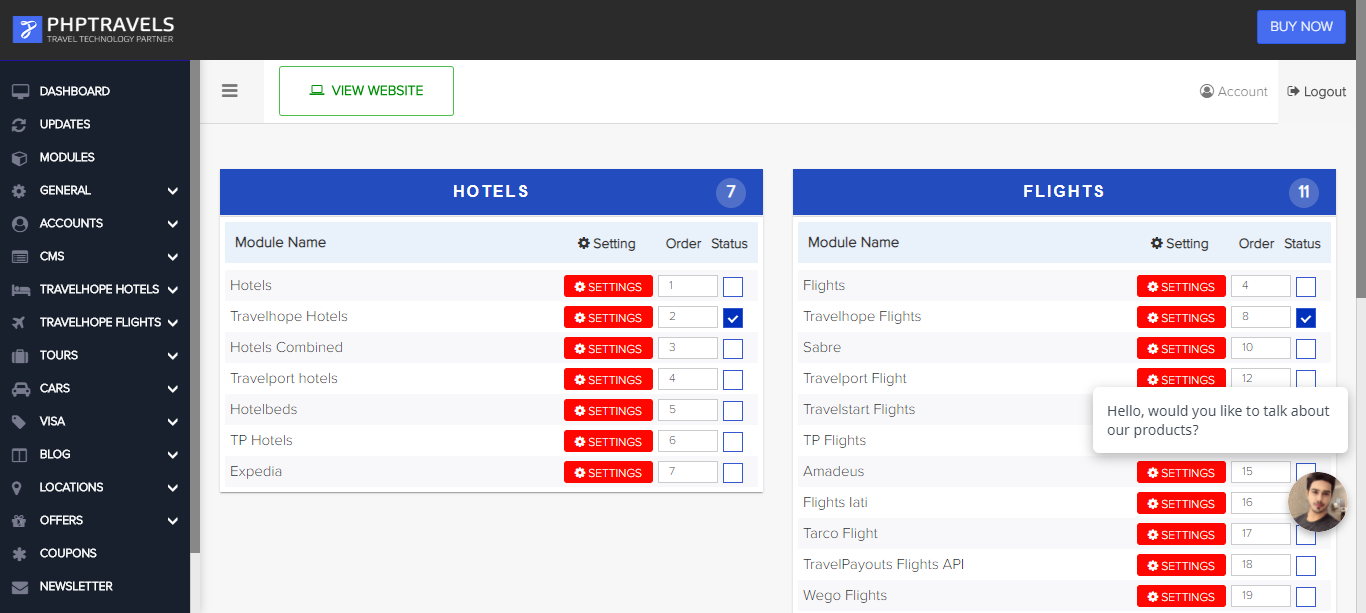 PHPTRAVELS
TRAVEL TECHNOLOGY PARTNER
BUY NOW
DASHBOARD
UPDATES
MODULES
GENERAL
ACCOUNTS
CMS
TRAVELHOPE HOTELS
TRAVELHOPE FLIGHTS
TOURS
CARS
VISA
BLOG
LOCATIONS
OFFERS
COUPONS
NEWSLETTER
VIEW WEBSITE
Account
Logout
HOTELS 7
Module Name Setting Order Status
Hotels SETTINGS 1
Travelhope Hotels SETTINGS 2
Hotels Combined SETTINGS 3
Travelport hotels SETTINGS 4
Hotelbeds SETTINGS 5
TP Hotels SETTINGS 6
Expedia SETTINGS 7
FLIGHTS 11
Module Name Setting Order Status
Flights SETTINGS 4
Travelhope Flights SETTINGS 8
Sabre SETTINGS 10
Travelport Flight SETTINGS 12
Travelstart Flights
TP Flights
Amadeus SETTINGS 15
Flights Iati SETTINGS 16
Tarco Flight SETTINGS 17
TravelPayouts Flights API SETTINGS 18
Wego Flights SETTINGS 19
Hello, would you like to talk about
our products?